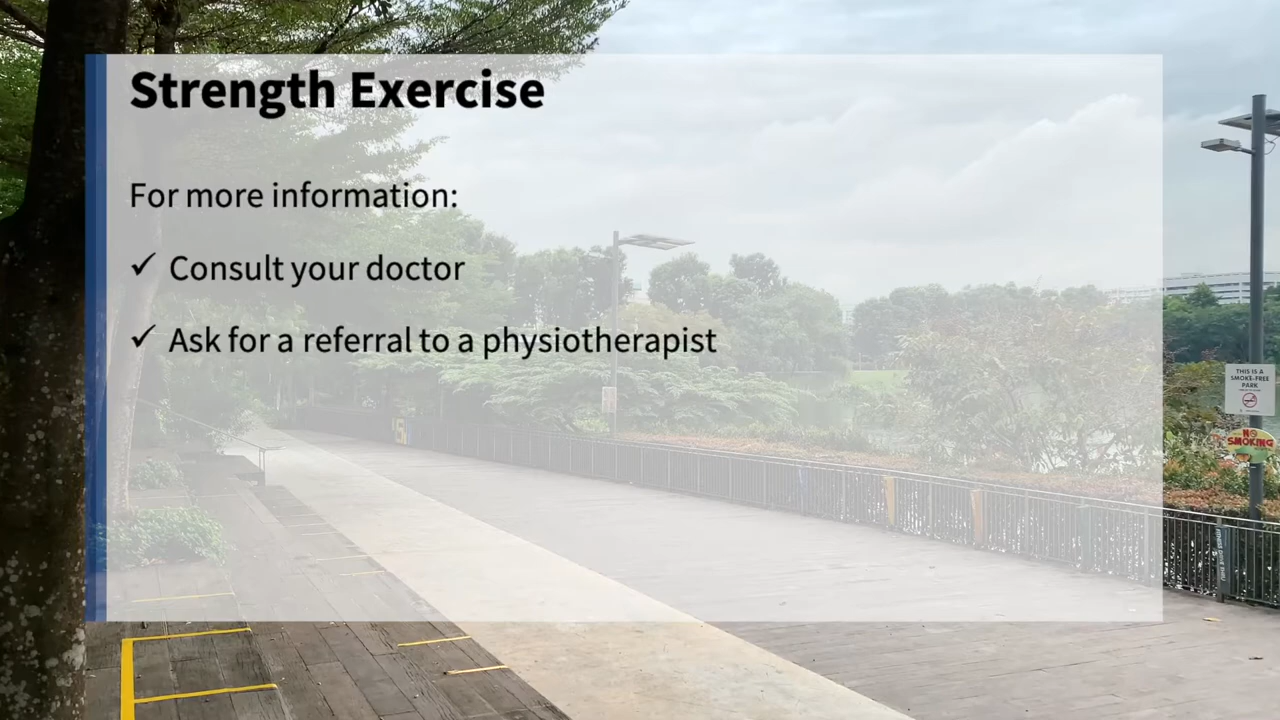 Strength Exercise
For more information:
✓ Consult your doctor
✓ Ask for a referral to a physiotherapist
THIS IS A
SMOKE-FREE
PARK
NO
SMOKING